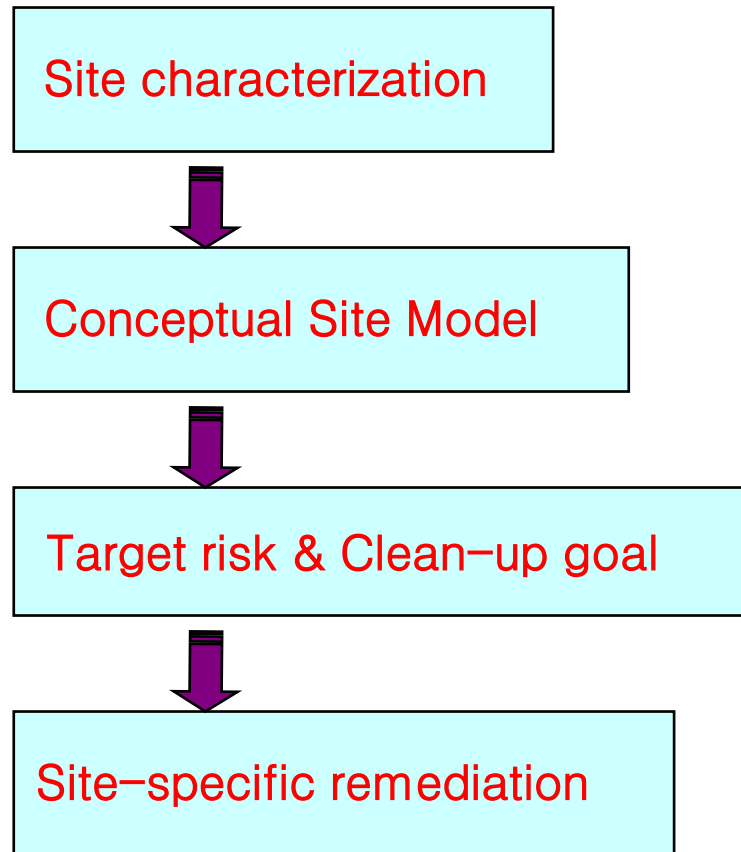 Site characterization
Conceptual Site Model
Target risk & Clean-up goal
Site-specific remediation